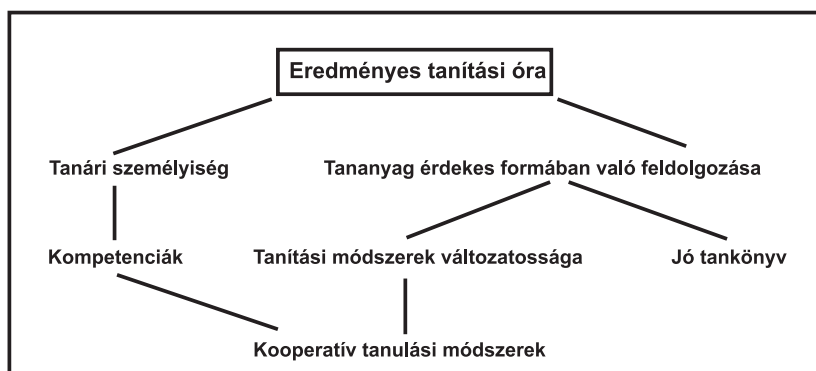 Eredményes tanítási óra
Tanári személyiség
Tananyag érdekes formában való feldolgozása
Kompetenciák
Tanítási módszerek változatossága
Jó tankönyv
Kooperatív tanulási módszerek